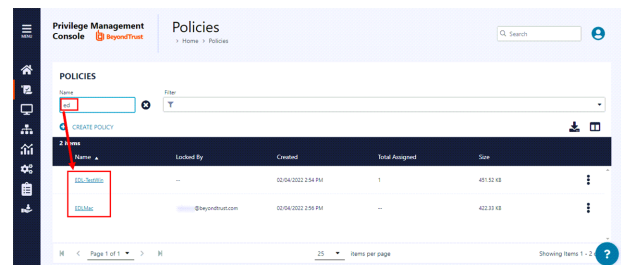 MENU
Privilege Management
Console BeyondTrust
Policies
> Home > Policies
Search
POLICIES
Name
Filter
ed
CREATE POLICY
2 items
Name Locked By Created Total Assigned Size
EDL-TestWin -- 02/04/2022 2:54 PM 1 451.52 KB
EDLMac @beyondtrust.com 02/04/2022 2:56 PM -- 422.33 KB
Page 1 of 1
25 items per page
Showing Items 1 - 2
?